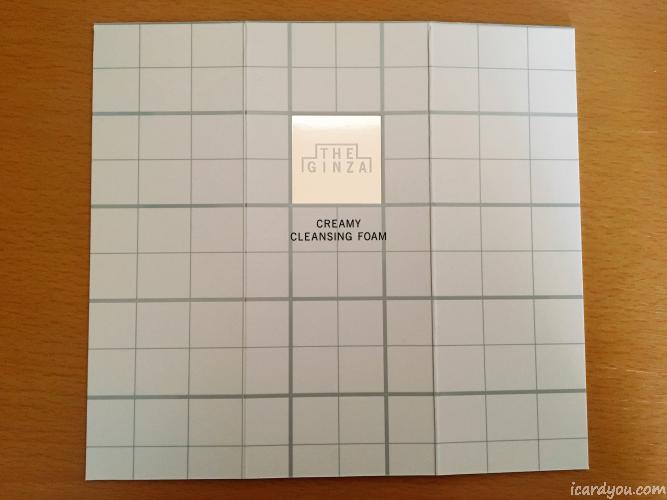 THE
GINZA
CREAMY
CLEANSING FOAM
icardyou.com